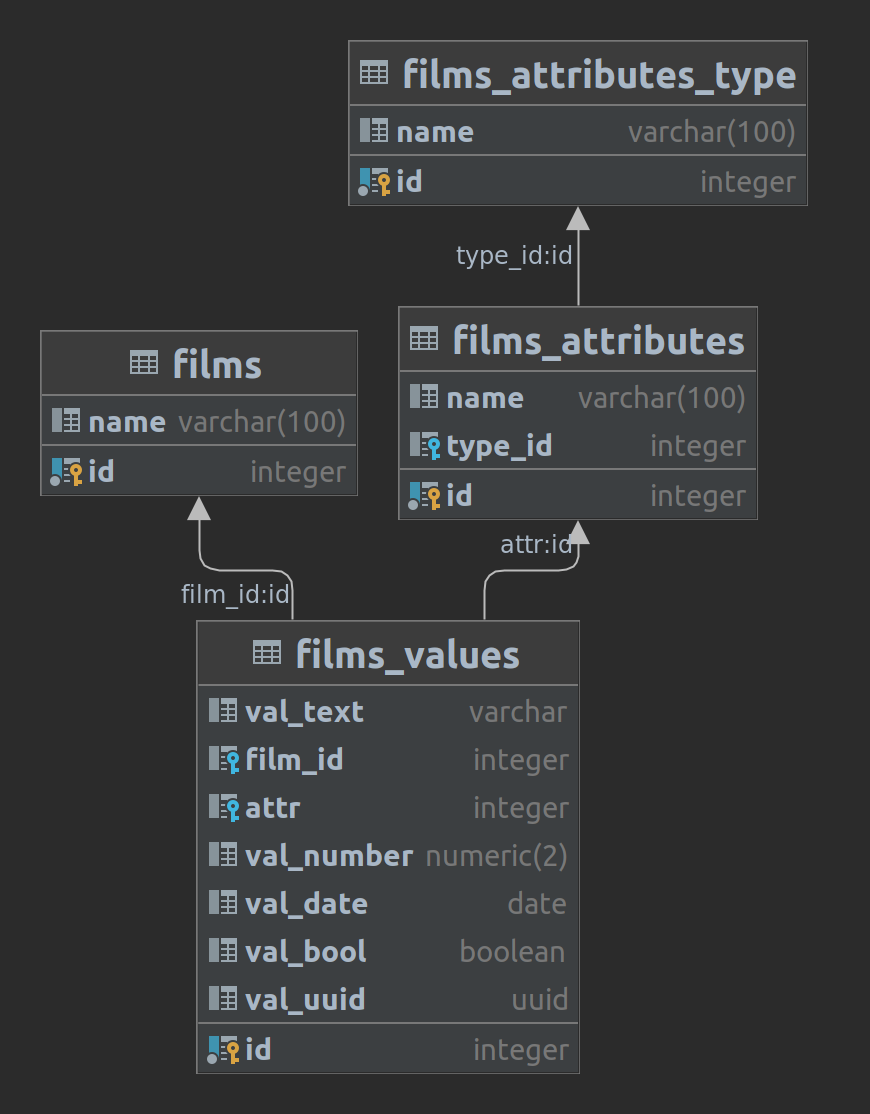 films_attributes_type
name varchar(100)
id integer
type_id:id
films
name varchar(100)
id integer
films_attributes
name varchar(100)
type_id integer
id integer
attr:id
film_id:id
films_values
val_text varchar
film_id integer
attr integer
val_number numeric(2)
val_date date
val_bool boolean
val_uuid uuid
id integer